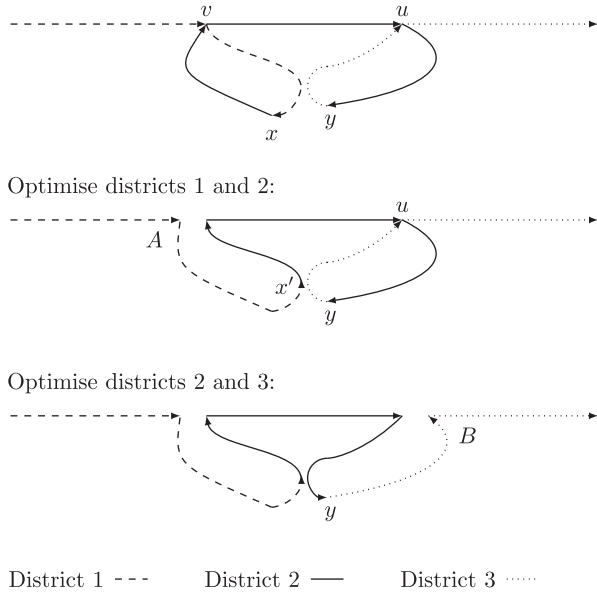 v u
x y
Optimise districts 1 and 2:
u
A
x′
y
Optimise districts 2 and 3:
B
y
District 1 District 2 District 3